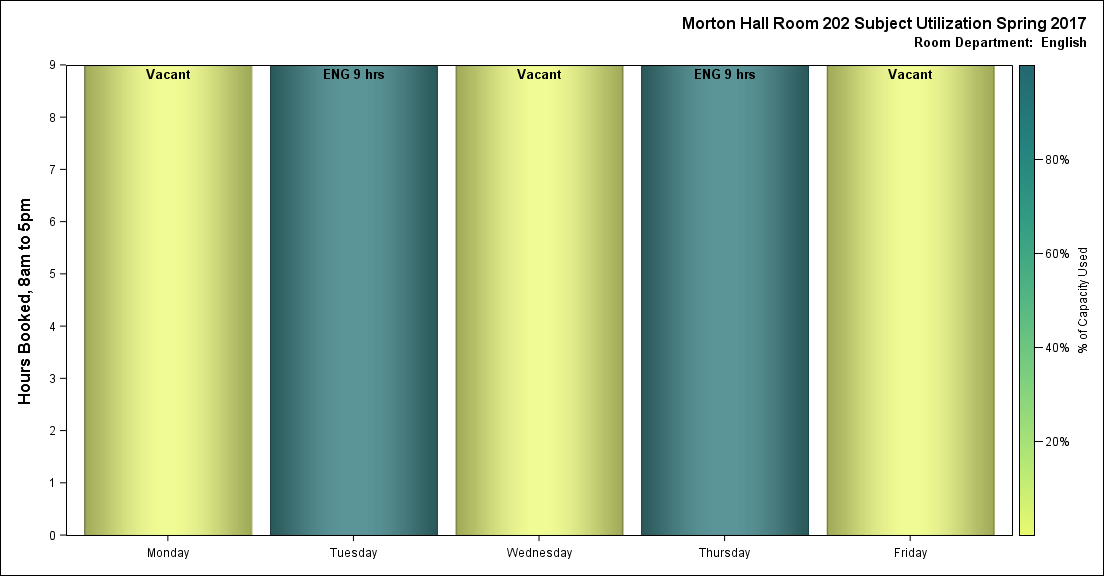 Morton Hall Room 202 Subject Utilization Spring 2017
Room Department: English
Hours Booked, 8am to 5pm
9
8
7
6
5
4
3
2
1
0
Vacant
ENG 9 hrs
Vacant
ENG 9 hrs
Vacant
Monday
Tuesday
Wednesday
Thursday
Friday
80%
60%
40%
20%
% of Capacity Used